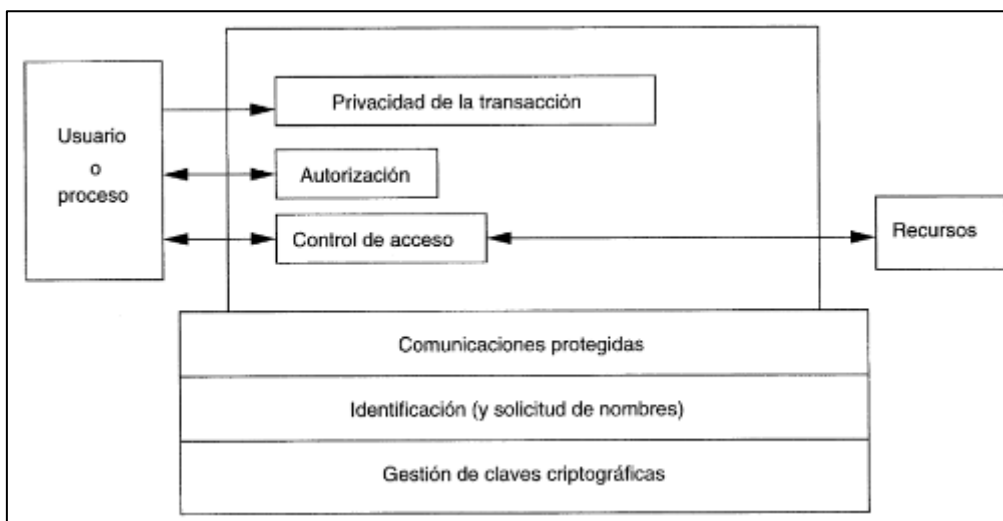 Usuario
o
proceso
Privacidad de la transacción
Autorización
Control de acceso
Recursos
Comunicaciones protegidas
Identificación (y solicitud de nombres)
Gestión de claves criptográficas